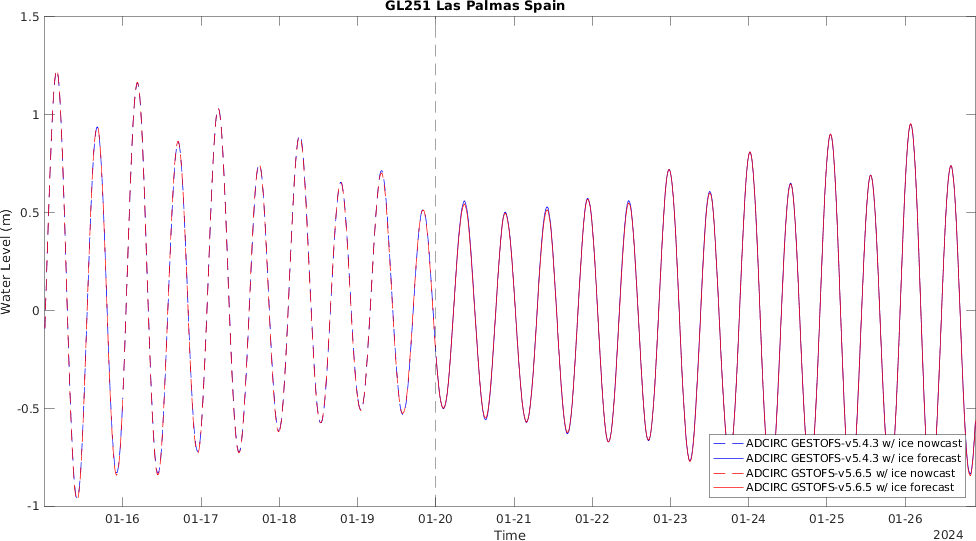 GL251 Las Palmas Spain
1.5
1
0.5
0
-0.5
-1
Water Level (m)
01-16 01-17 01-18 01-19 01-20 01-21 01-22 01-23 01-24 01-25 01-26
Time
2024
ADCIRC GESTOFS-v5.4.3 w/ ice nowcast
ADCIRC GESTOFS-v5.4.3 w/ ice forecast
ADCIRC GSTOFS-v5.6.5 w/ ice nowcast
ADCIRC GSTOFS-v5.6.5 w/ ice forecast